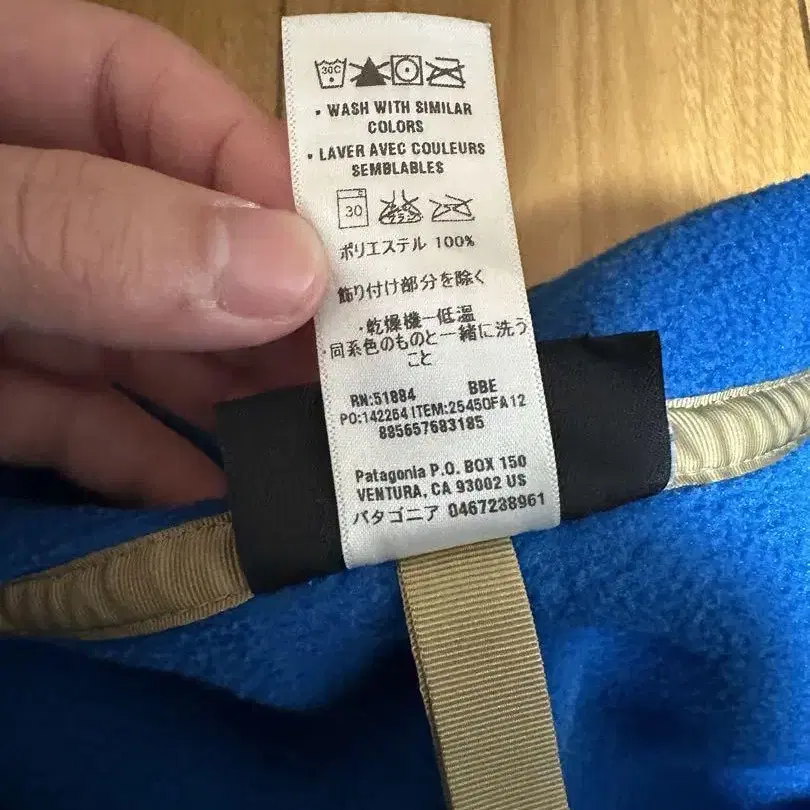 30C
• WASH WITH SIMILAR
COLORS
• LAVER AVEC COULEURS
SEMBLABLES
30
ポリエステル 100%
飾り付け部分を除く
・乾燥機一低温
・同系色のものと一緒に洗う
こと
RN:51884 BBE
PO:142264 ITEM:25450FA12
885657683185
Patagonia P.O. BOX 150
VENTURA, CA 93002 US
パタゴニア 0467238961